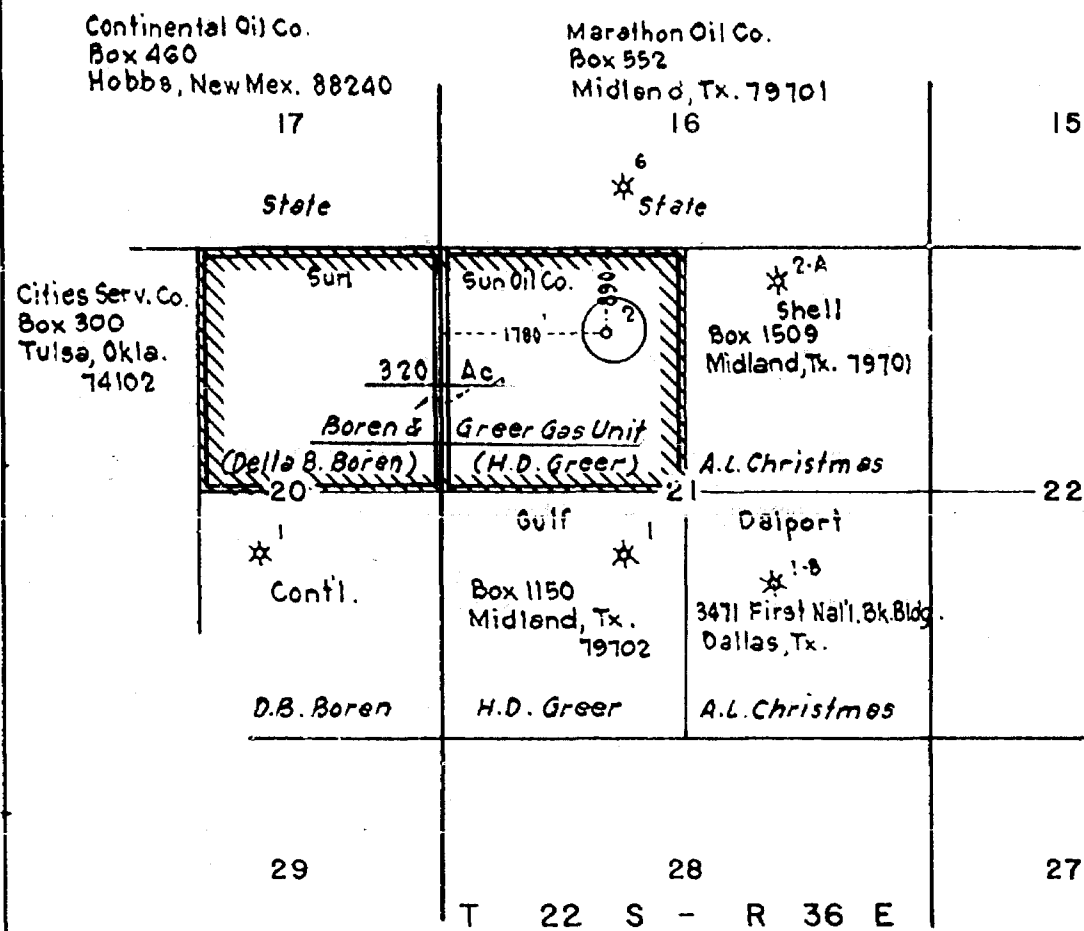 Continental Oil Co.
Box 460
Hobbs, New Mex. 88240
Marathon Oil Co.
Box 552
Midland, Tx. 79701
17
16
15
6
State
State
Cities Serv. Co.
Box 300
Tulsa, Okla.
74102
Sun
Sun Oil Co.
890'
2
1780'
2-A
Shell
Box 1509
Midland, Tx. 79701
320 Ac.
Boren & Greer Gas Unit
(Della B. Boren) (H.D. Greer)
A.L. Christmas
20
21
22
1
Cont'l.
Gulf
1
Box 1150
Midland, Tx.
79702
Dalport
1-B
3471 First Nat'l. Bk. Bldg.
Dallas, Tx.
D.B. Boren
H.D. Greer
A.L. Christmas
29
28
27
T 22 S - R 36 E